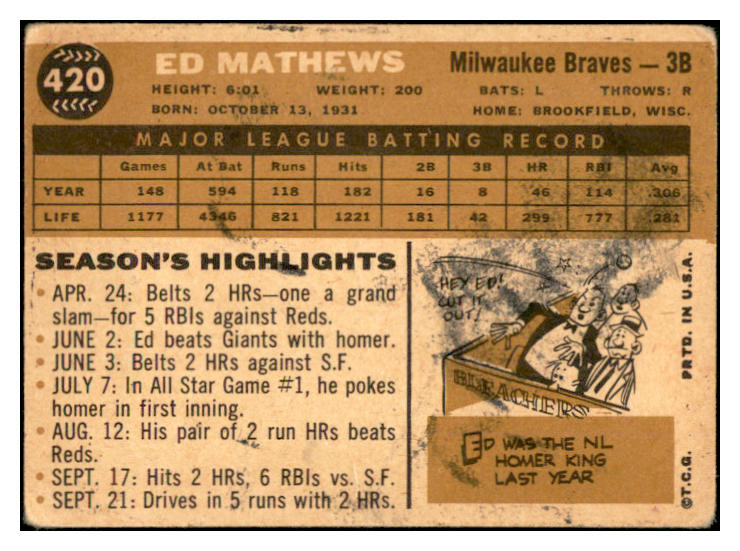 420
ED MATHEWS
Milwaukee Braves — 3B
HEIGHT: 6:01 WEIGHT: 200 BATS: L THROWS: R
BORN: OCTOBER 13, 1931 HOME: BROOKFIELD, WISC.
MAJOR LEAGUE BATTING RECORD
Games At Bat Runs Hits 2B 3B HR RBI Avg
YEAR 148 594 118 182 16 8 46 114 .306
LIFE 1177 4346 821 1221 181 42 299 777 .281
SEASON'S HIGHLIGHTS
• APR. 24: Belts 2 HRs—one a grand
slam—for 5 RBIs against Reds.
• JUNE 2: Ed beats Giants with homer.
• JUNE 3: Belts 2 HRs against S.F.
• JULY 7: In All Star Game #1, he pokes
homer in first inning.
• AUG. 12: His pair of 2 run HRs beats
Reds.
• SEPT. 17: Hits 2 HRs, 6 RBIs vs. S.F.
• SEPT. 21: Drives in 5 runs with 2 HRs.
HEY ED!
CUT IT
OUT!
BLEACHERS
ED WAS THE NL
HOMER KING
LAST YEAR
©T.C.G. PRTD. IN U.S.A.